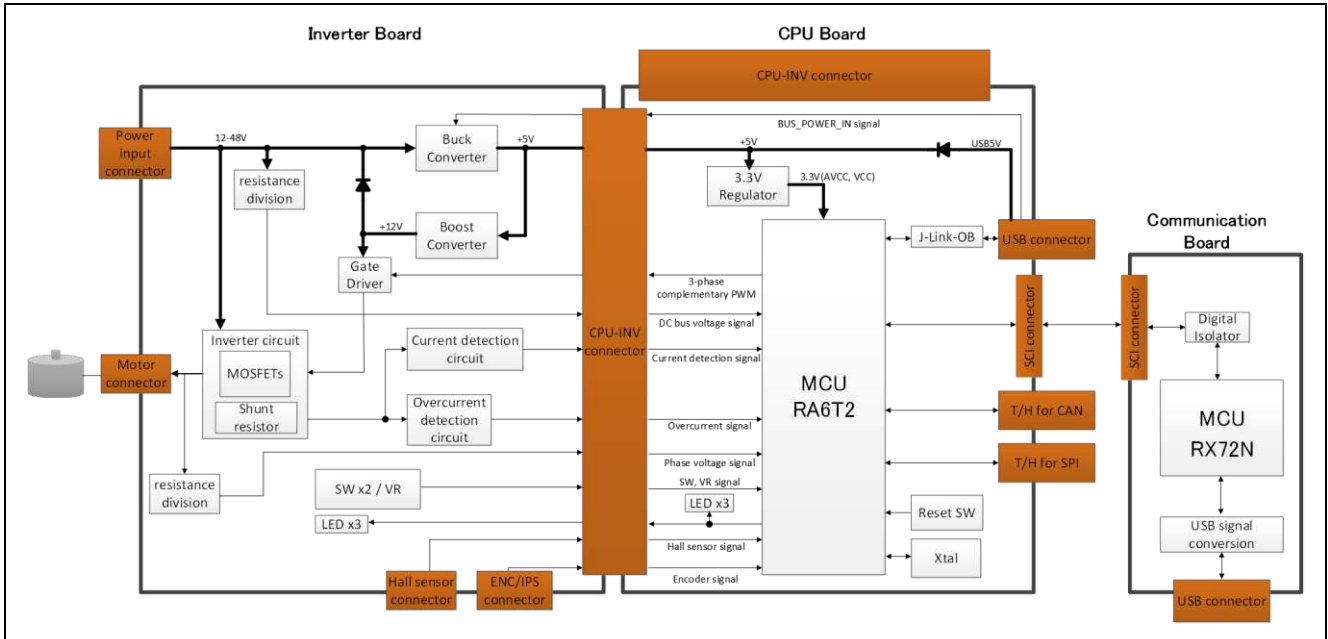 Inverter Board
CPU Board
CPU-INV connector
Power
input
connector
12-48V
Buck
Converter
+5V
BUS_POWER_IN signal
+5V
USB5V
resistance
division
3.3V
Regulator
3.3V(AVCC, VCC)
+12V
Boost
Converter
Gate
Driver
J-Link-OB
USB connector
Communication
Board
3-phase
complementary PWM
DC bus voltage signal
CPU-INV
connector
Inverter circuit
MOSFETs
Shunt
resistor
Current detection
circuit
Current detection signal
MCU
RA6T2
SCI connector
SCI connector
Digital
Isolator
Motor
connector
Overcurrent
detection
circuit
Overcurrent signal
T/H for CAN
MCU
RX72N
Phase voltage signal
T/H for SPI
resistance
division
SW x2 / VR
SW, VR signal
LED x3
LED x3
Reset SW
USB signal
conversion
Hall sensor signal
Xtal
Hall sensor
connector
ENC/IPS
connector
Encoder signal
USB connector